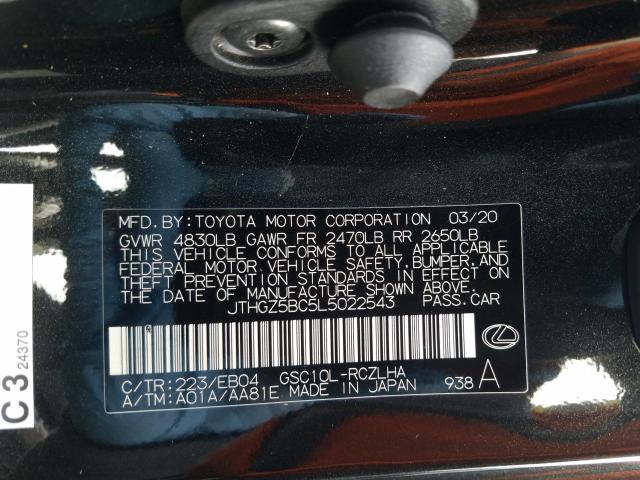 MFD. BY: TOYOTA MOTOR CORPORATION 03/20
GVWR 4830LB GAWR FR 2470LB RR 2650LB
THIS VEHICLE CONFORMS TO ALL APPLICABLE
FEDERAL MOTOR VEHICLE SAFETY, BUMPER, AND
THEFT PREVENTION STANDARDS IN EFFECT ON
THE DATE OF MANUFACTURE SHOWN ABOVE.
JTHGZ5BC5L5022543 PASS. CAR
C/TR: 223/EB04 GSC10L-RCZLHA
A/TM: A01A/AA81E MADE IN JAPAN 938 A
C3 24370